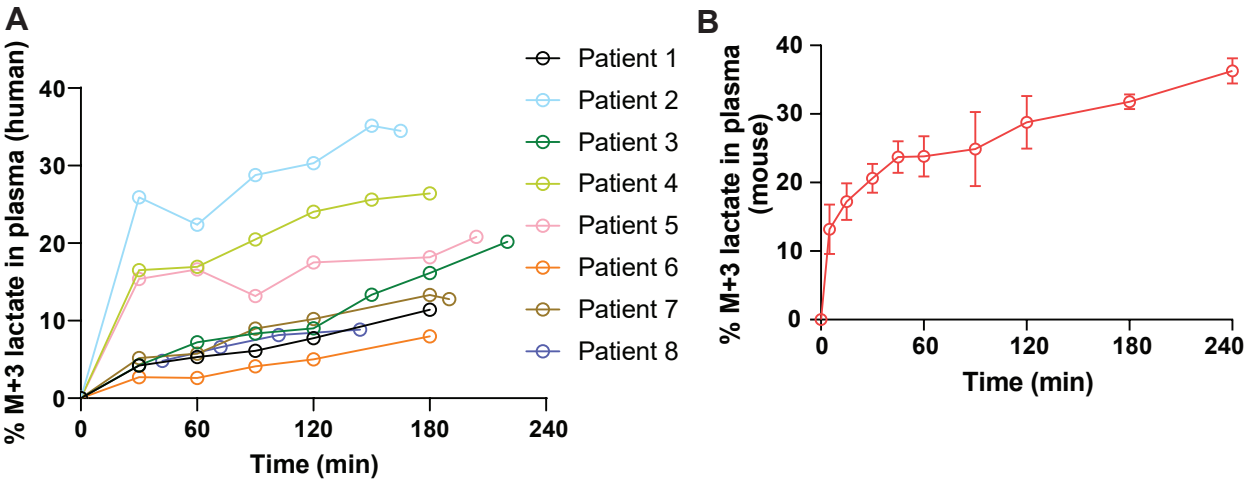 A
% M+3 lactate in plasma (human)
40
30
20
10
0
0 60 120 180 240
Time (min)
Patient 1
Patient 2
Patient 3
Patient 4
Patient 5
Patient 6
Patient 7
Patient 8
B
% M+3 lactate in plasma
(mouse)
40
30
20
10
0
0 60 120 180 240
Time (min)